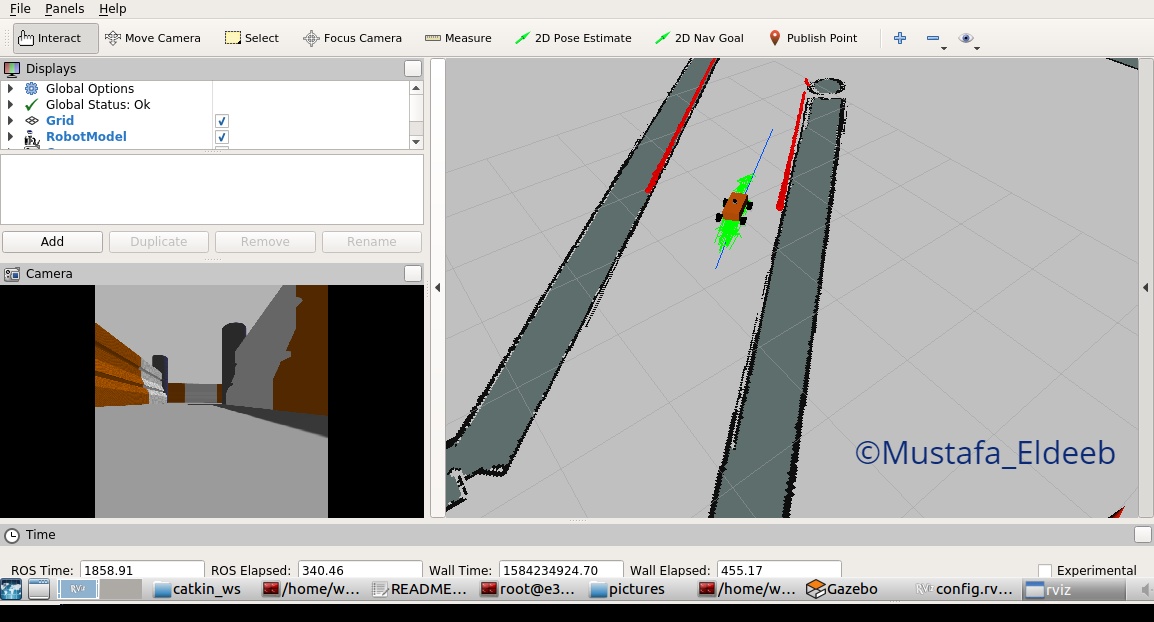 File Panels Help
Interact Move Camera Select Focus Camera Measure 2D Pose Estimate 2D Nav Goal Publish Point
Displays
Global Options
Global Status: Ok
Grid
RobotModel
Add Duplicate Remove Rename
Camera
©Mustafa_Eldeeb
Time
ROS Time: 1858.91 ROS Elapsed: 340.46 Wall Time: 1584234924.70 Wall Elapsed: 455.17 Experimental
RViz catkin_ws /home/w... README... root@e3... pictures /home/w... Gazebo RViz config.rv... rviz